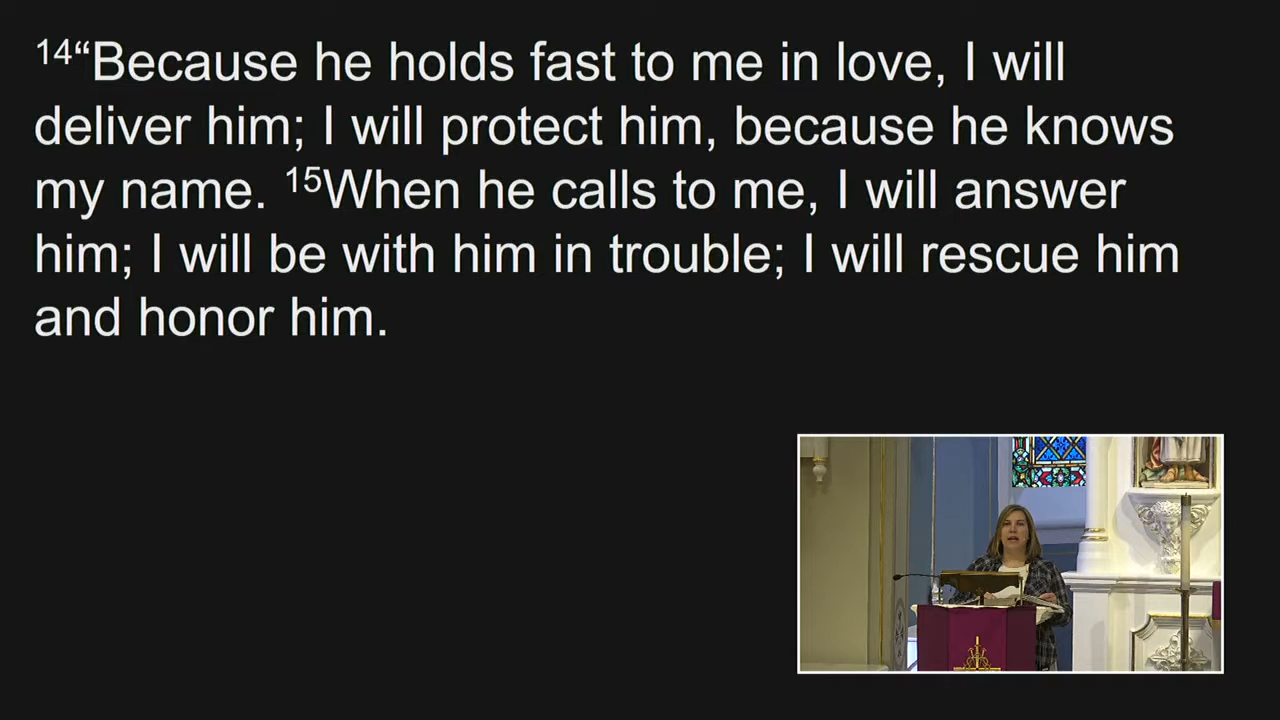 14“Because he holds fast to me in love, I will
deliver him; I will protect him, because he knows
my name. 15When he calls to me, I will answer
him; I will be with him in trouble; I will rescue him
and honor him.